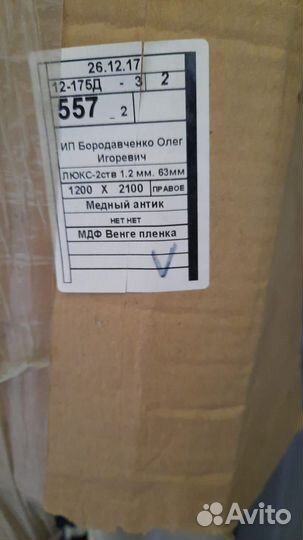 26.12.17
12-175Д - 3 2
557 _ 2
ИП Бородавченко Олег
Игоревич
ЛЮКС-2ств 1.2 мм. 63мм
1200 X 2100 ПРАВОЕ
Медный антик
НЕТ НЕТ
МДФ Венге пленка
V
Avito